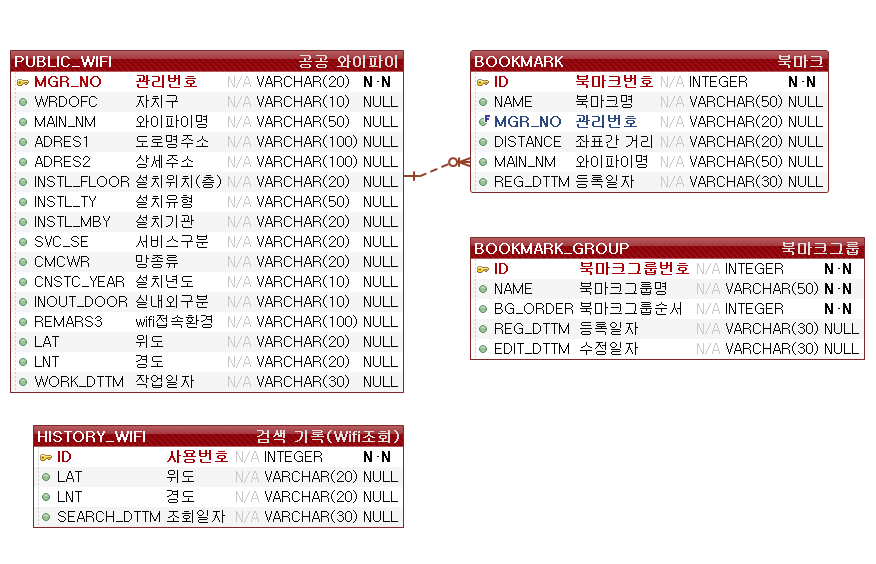 PUBLIC_WIFI 공공 와이파이
MGR_NO 관리번호 N/A VARCHAR(20) N·N
WRDOFC 자치구 N/A VARCHAR(10) NULL
MAIN_NM 와이파이명 N/A VARCHAR(50) NULL
ADRES1 도로명주소 N/A VARCHAR(100) NULL
ADRES2 상세주소 N/A VARCHAR(100) NULL
INSTL_FLOOR 설치위치(층) N/A VARCHAR(20) NULL
INSTL_TY 설치유형 N/A VARCHAR(50) NULL
INSTL_MBY 설치기관 N/A VARCHAR(20) NULL
SVC_SE 서비스구분 N/A VARCHAR(20) NULL
CMCWR 망종류 N/A VARCHAR(20) NULL
CNSTC_YEAR 설치년도 N/A VARCHAR(10) NULL
INOUT_DOOR 실내외구분 N/A VARCHAR(10) NULL
REMARS3 wifi접속환경 N/A VARCHAR(100) NULL
LAT 위도 N/A VARCHAR(20) NULL
LNT 경도 N/A VARCHAR(20) NULL
WORK_DTTM 작업일자 N/A VARCHAR(30) NULL
BOOKMARK 북마크
ID 북마크번호 N/A INTEGER N·N
NAME 북마크명 N/A VARCHAR(50) NULL
F MGR_NO 관리번호 N/A VARCHAR(20) NULL
DISTANCE 좌표간 거리 N/A VARCHAR(20) NULL
MAIN_NM 와이파이명 N/A VARCHAR(50) NULL
REG_DTTM 등록일자 N/A VARCHAR(30) NULL
BOOKMARK_GROUP 북마크그룹
ID 북마크그룹번호 N/A INTEGER N·N
NAME 북마크그룹명 N/A VARCHAR(50) N·N
BG_ORDER 북마크그룹순서 N/A INTEGER N·N
REG_DTTM 등록일자 N/A VARCHAR(30) NULL
EDIT_DTTM 수정일자 N/A VARCHAR(30) NULL
HISTORY_WIFI 검색 기록(Wifi조회)
ID 사용번호 N/A INTEGER N·N
LAT 위도 N/A VARCHAR(20) NULL
LNT 경도 N/A VARCHAR(20) NULL
SEARCH_DTTM 조회일자 N/A VARCHAR(30) NULL